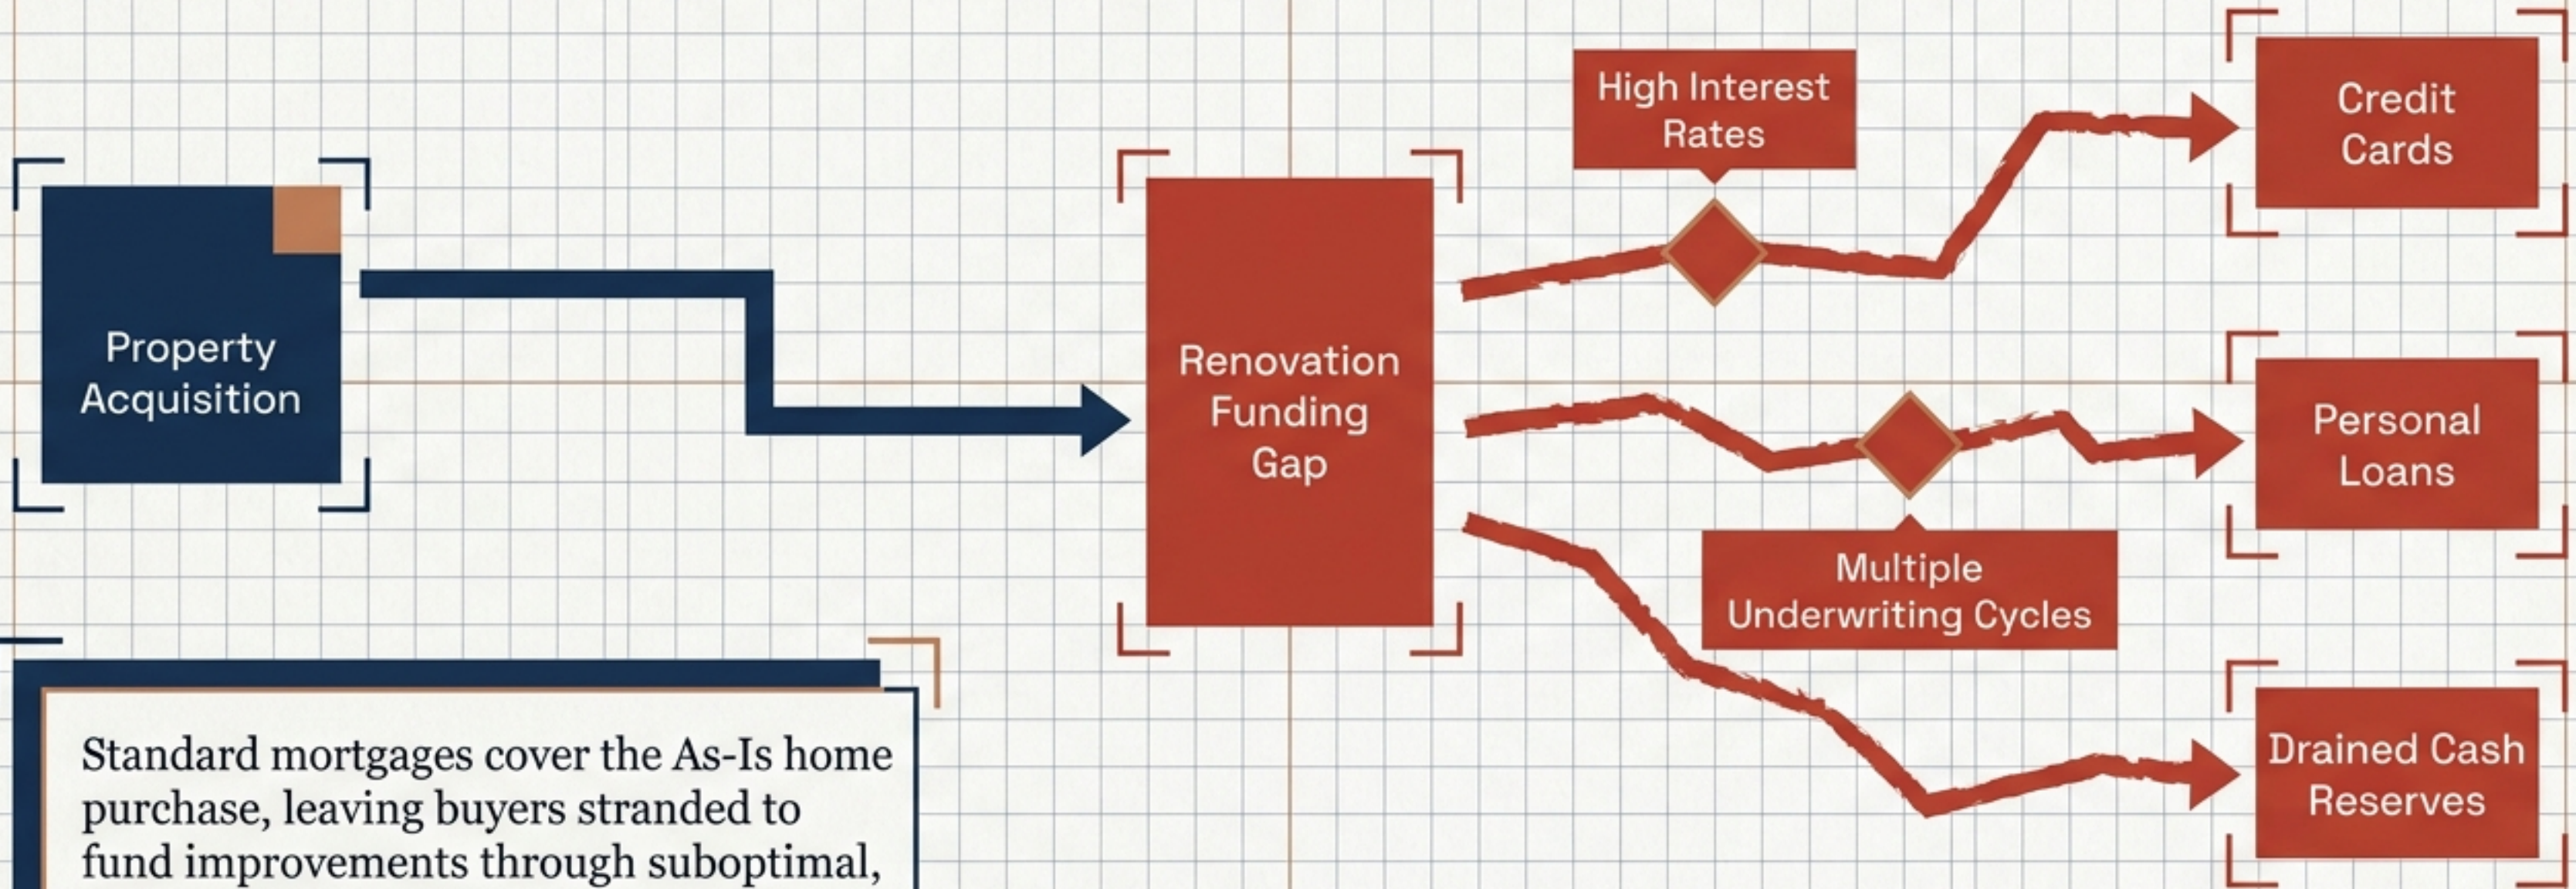 Property
Acquisition
Renovation
Funding
Gap
High Interest
Rates
Multiple
Underwriting Cycles
Credit
Cards
Personal
Loans
Drained Cash
Reserves
Standard mortgages cover the As-Is home
purchase, leaving buyers stranded to
fund improvements through suboptimal,